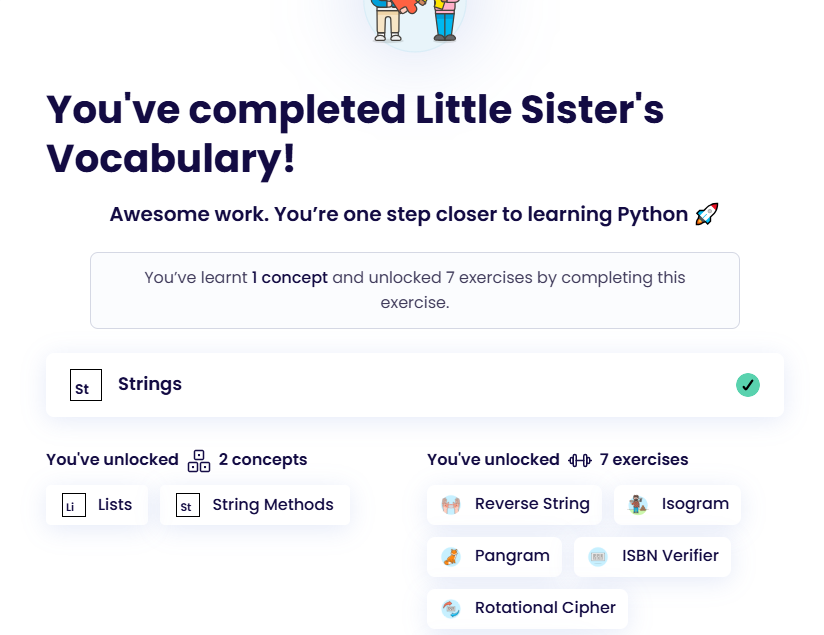 You've completed Little Sister's
Vocabulary!
Awesome work. You’re one step closer to learning Python 🚀
You’ve learnt 1 concept and unlocked 7 exercises by completing this
exercise.
St Strings
You've unlocked 2 concepts
Li Lists
St String Methods
You've unlocked 7 exercises
Reverse String
Isogram
Pangram
ISBN Verifier
Rotational Cipher